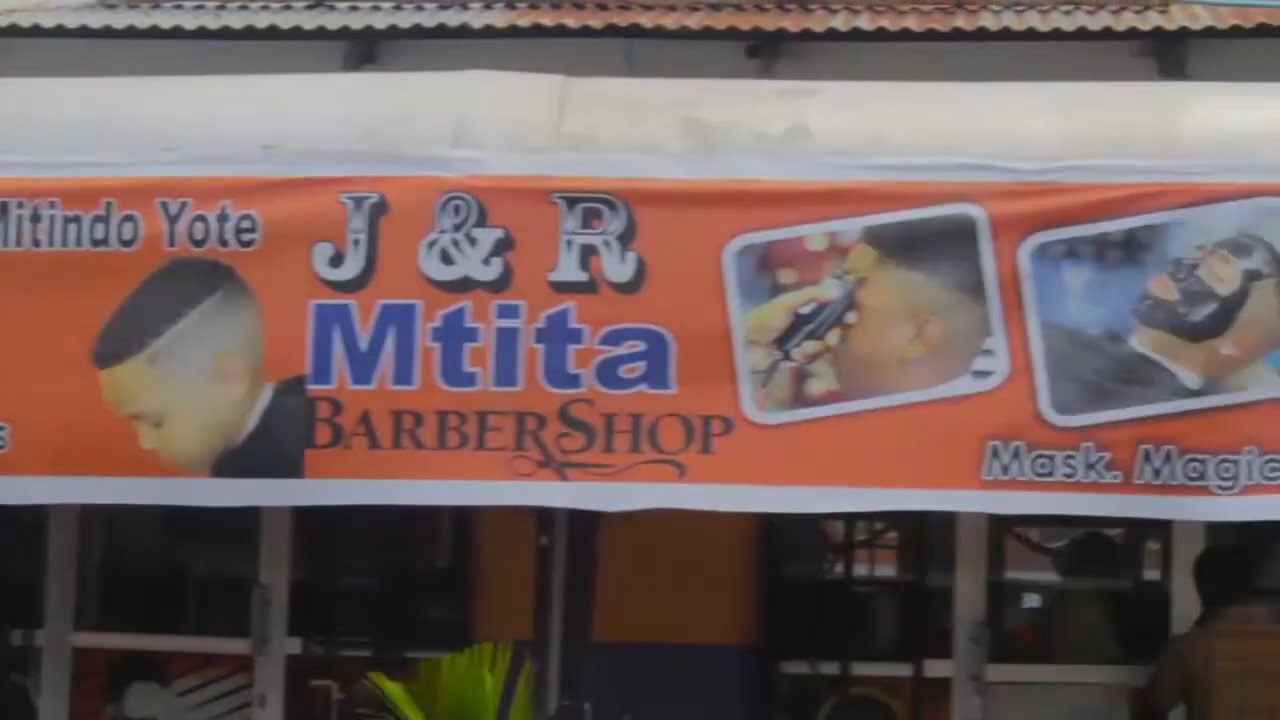 Mitindo Yote
J & R
Mtita
BARBERSHOP
Mask. Magic